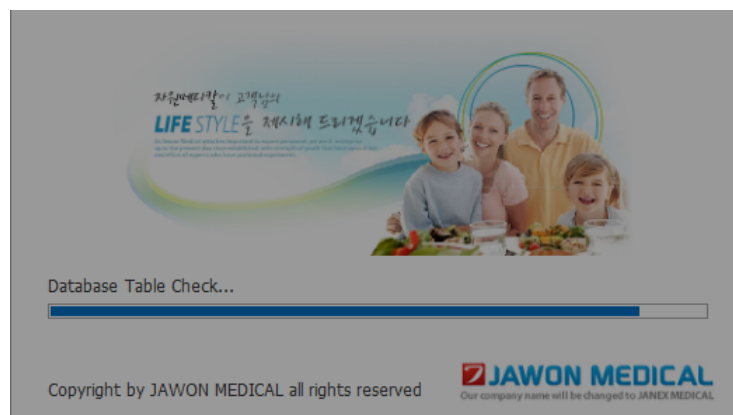 자원메디칼이 고객님의
LIFE STYLE을 제시해 드리겠습니다
Database Table Check...
Copyright by JAWON MEDICAL all rights reserved
JAWON MEDICAL
Our company name will be changed to JANEX MEDICAL